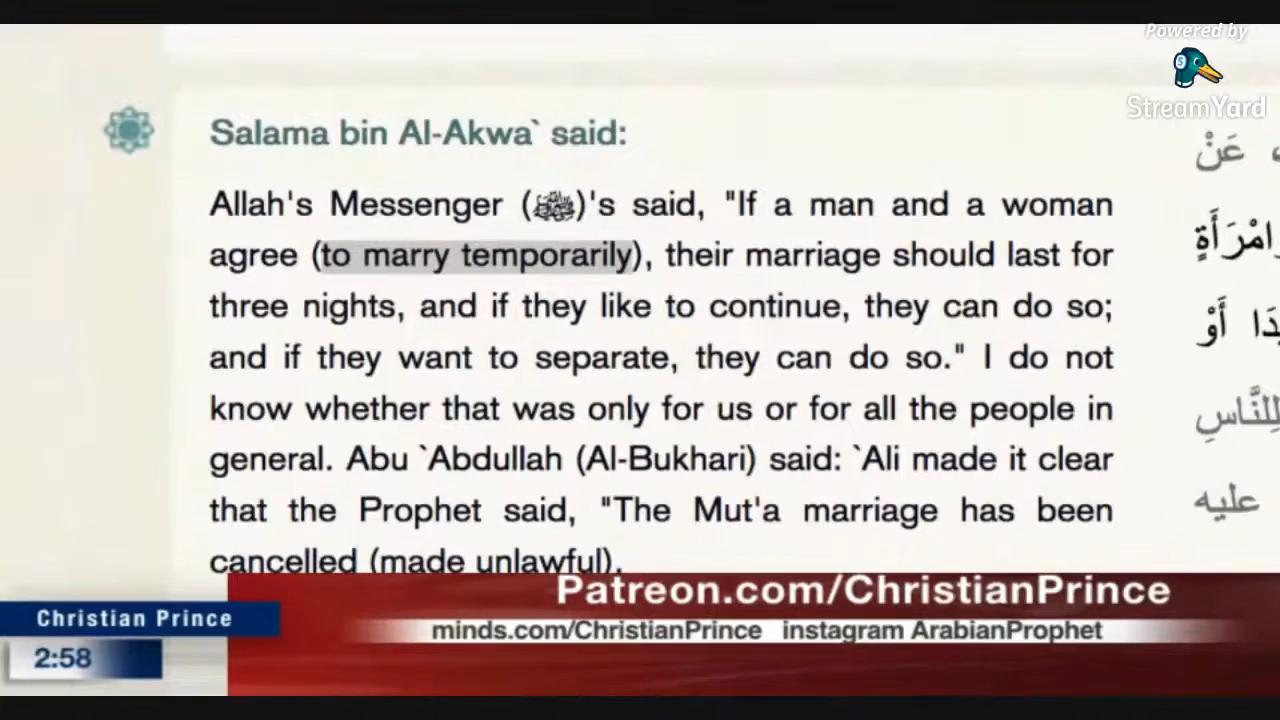 Powered by
StreamYard
Salama bin Al-Akwa` said:
Allah's Messenger (ﷺ)'s said, "If a man and a woman
agree (to marry temporarily), their marriage should last for
three nights, and if they like to continue, they can do so;
and if they want to separate, they can do so." I do not
know whether that was only for us or for all the people in
general. Abu `Abdullah (Al-Bukhari) said: `Ali made it clear
that the Prophet said, "The Mut'a marriage has been
cancelled (made unlawful).
عَنْ
امْرَأَةٍ
أَوْ
لِلنَّاسِ
عليه
Patreon.com/ChristianPrince
Christian Prince
minds.com/ChristianPrince instagram ArabianProphet
2:58